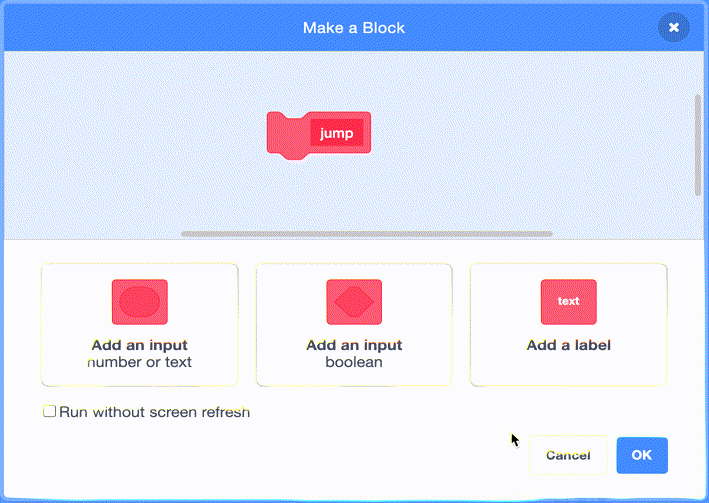 Make a Block
jump
Add an input
number or text
Add an input
boolean
text
Add a label
Run without screen refresh
Cancel
OK